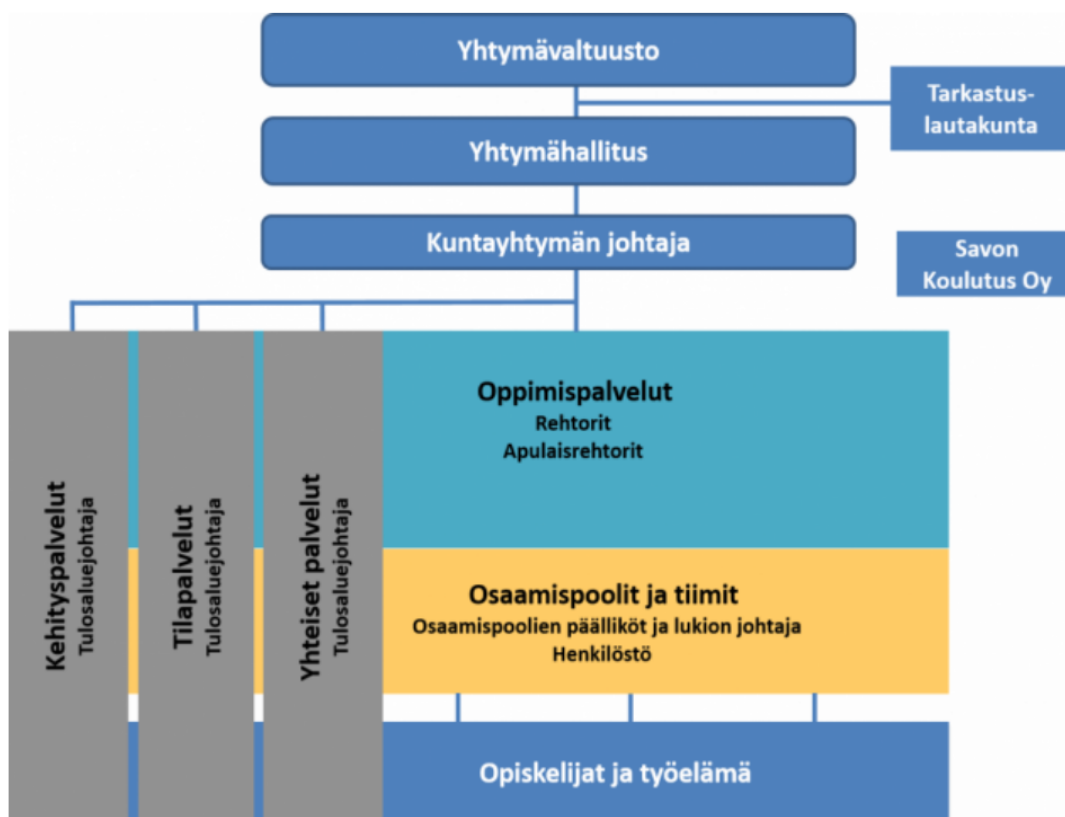 Yhtymävaltuusto
Tarkastus-
lautakunta
Yhtymähallitus
Kuntayhtymän johtaja
Savon
Koulutus Oy
Kehityspalvelut
Tulosaluejohtaja
Tilapalvelut
Tulosaluejohtaja
Yhteiset palvelut
Tulosaluejohtaja
Oppimispalvelut
Rehtorit
Apulaisrehtorit
Osaamispoolit ja tiimit
Osaamispoolien päälliköt ja lukion johtaja
Henkilöstö
Opiskelijat ja työelämä